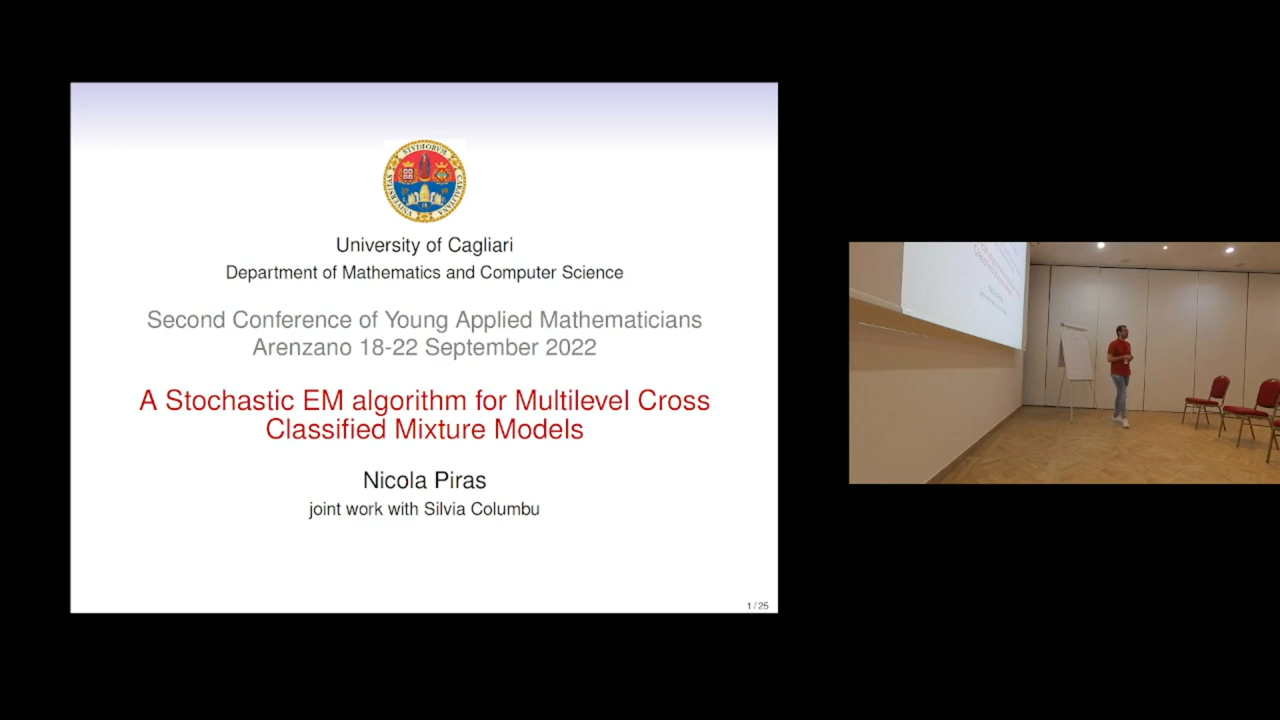 University of Cagliari
Department of Mathematics and Computer Science
Second Conference of Young Applied Mathematicians
Arenzano 18-22 September 2022
A Stochastic EM algorithm for Multilevel Cross
Classified Mixture Models
Nicola Piras
joint work with Silvia Columbu
1 / 25